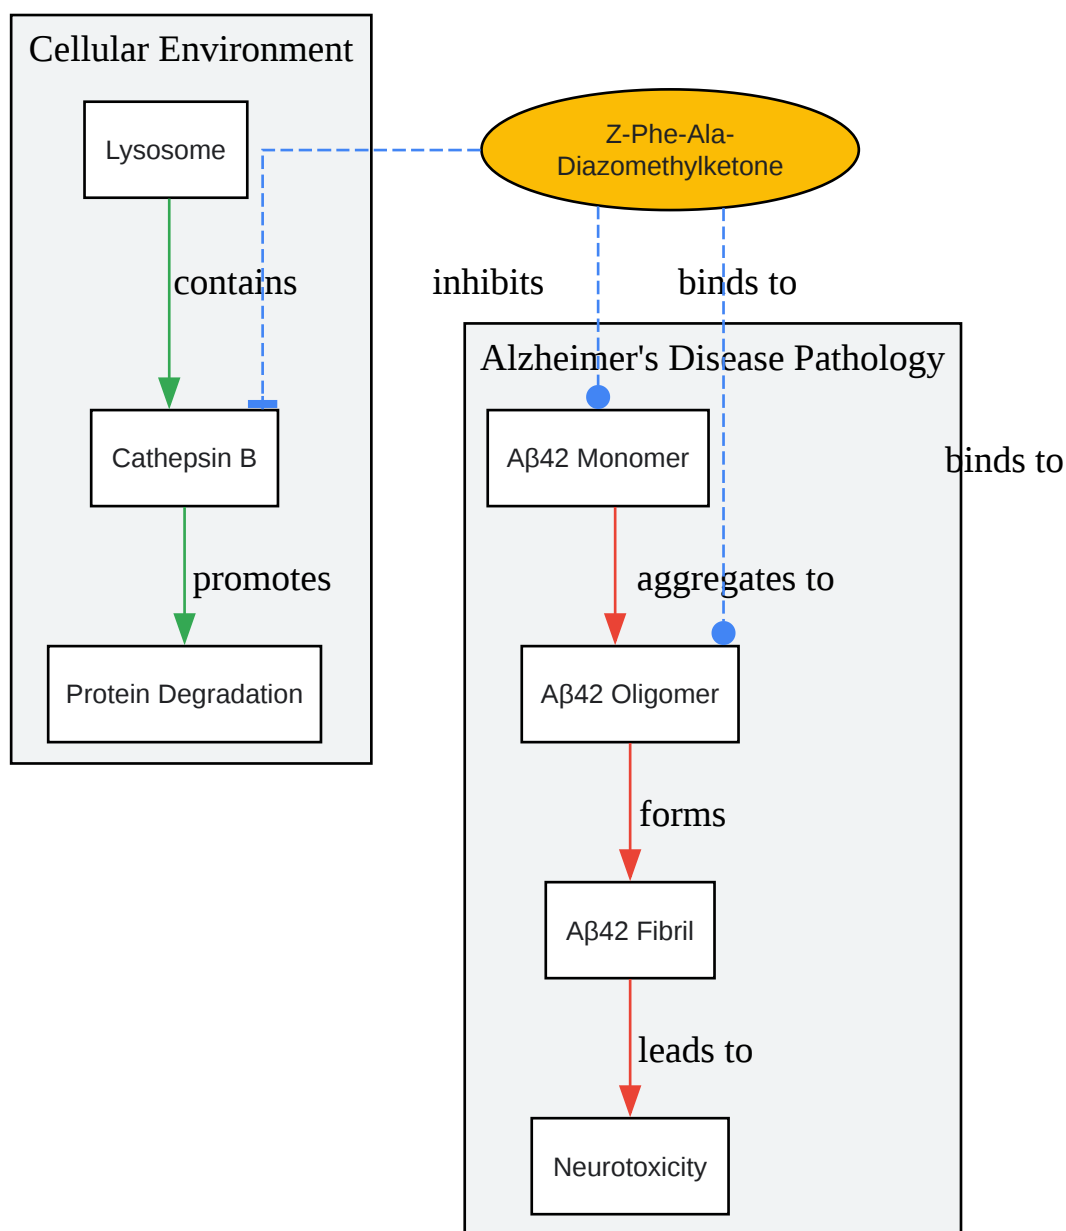 Cellular Environment
Lysosome
Z-Phe-Ala-
Diazomethylketone
contains
inhibits
binds to
Alzheimer's Disease Pathology
Cathepsin B
Aβ42 Monomer
binds to
promotes
aggregates to
Protein Degradation
Aβ42 Oligomer
forms
Aβ42 Fibril
leads to
Neurotoxicity